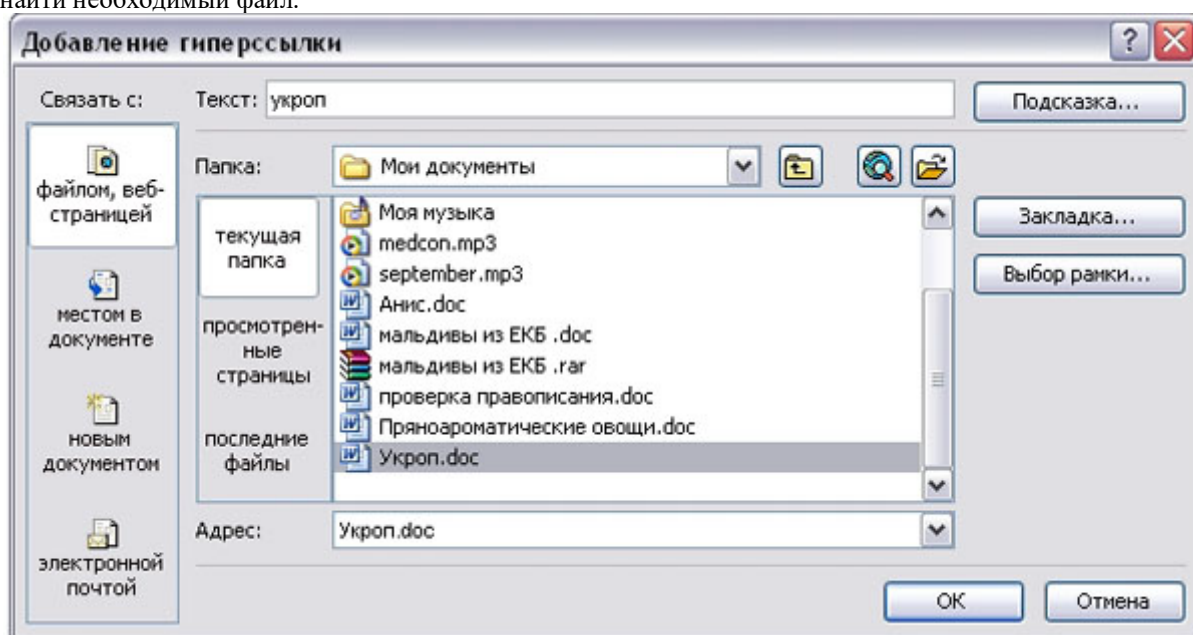 найти необходимый файл.
Добавление гиперссылки
Связать с:
Текст: укроп
Подсказка...
файлом, веб-
страницей
местом в
документе
новым
документом
электронной
почтой
Папка:
Мои документы
текущая
папка
просмотрен-
ные
страницы
последние
файлы
Моя музыка
medcon.mp3
september.mp3
Анис.doc
мальдивы из ЕКБ .doc
мальдивы из ЕКБ .rar
проверка правописания.doc
Пряноароматические овощи.doc
Укроп.doc
Закладка...
Выбор рамки...
Адрес:
Укроп.doc
ОК
Отмена